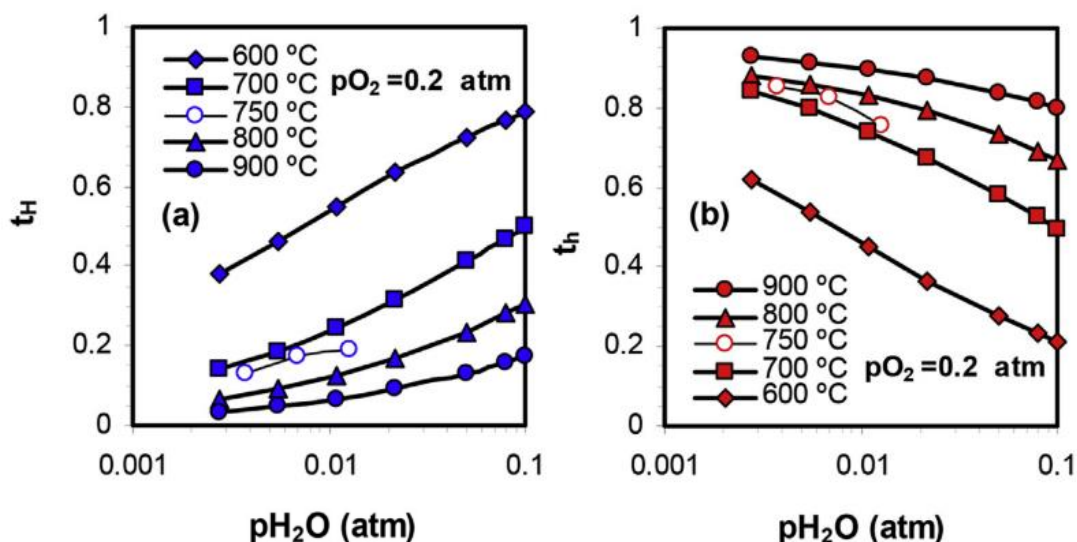 1
0.8
0.6
0.4
0.2
0
t_H
600 ºC
700 ºC
750 ºC
800 ºC
900 ºC
pO₂ =0.2 atm
(a)
0.001
0.01
0.1
pH₂O (atm)
1
0.8
0.6
0.4
0.2
0
t_h
(b)
900 ºC
800 ºC
750 ºC
700 ºC
600 ºC
pO₂ =0.2 atm
0.001
0.01
0.1
pH₂O (atm)